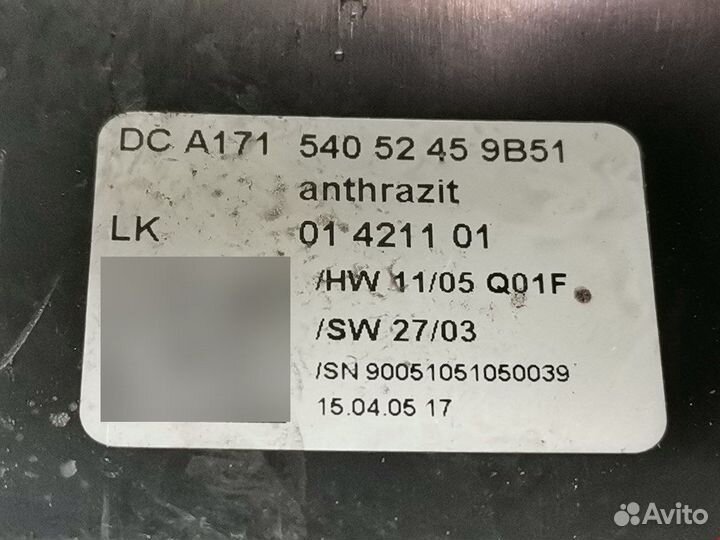 DC A171 540 52 45 9B51
anthrazit
LK 01 4211 01
/HW 11/05 Q01F
/SW 27/03
/SN 90051051050039
15.04.05 17
Avito